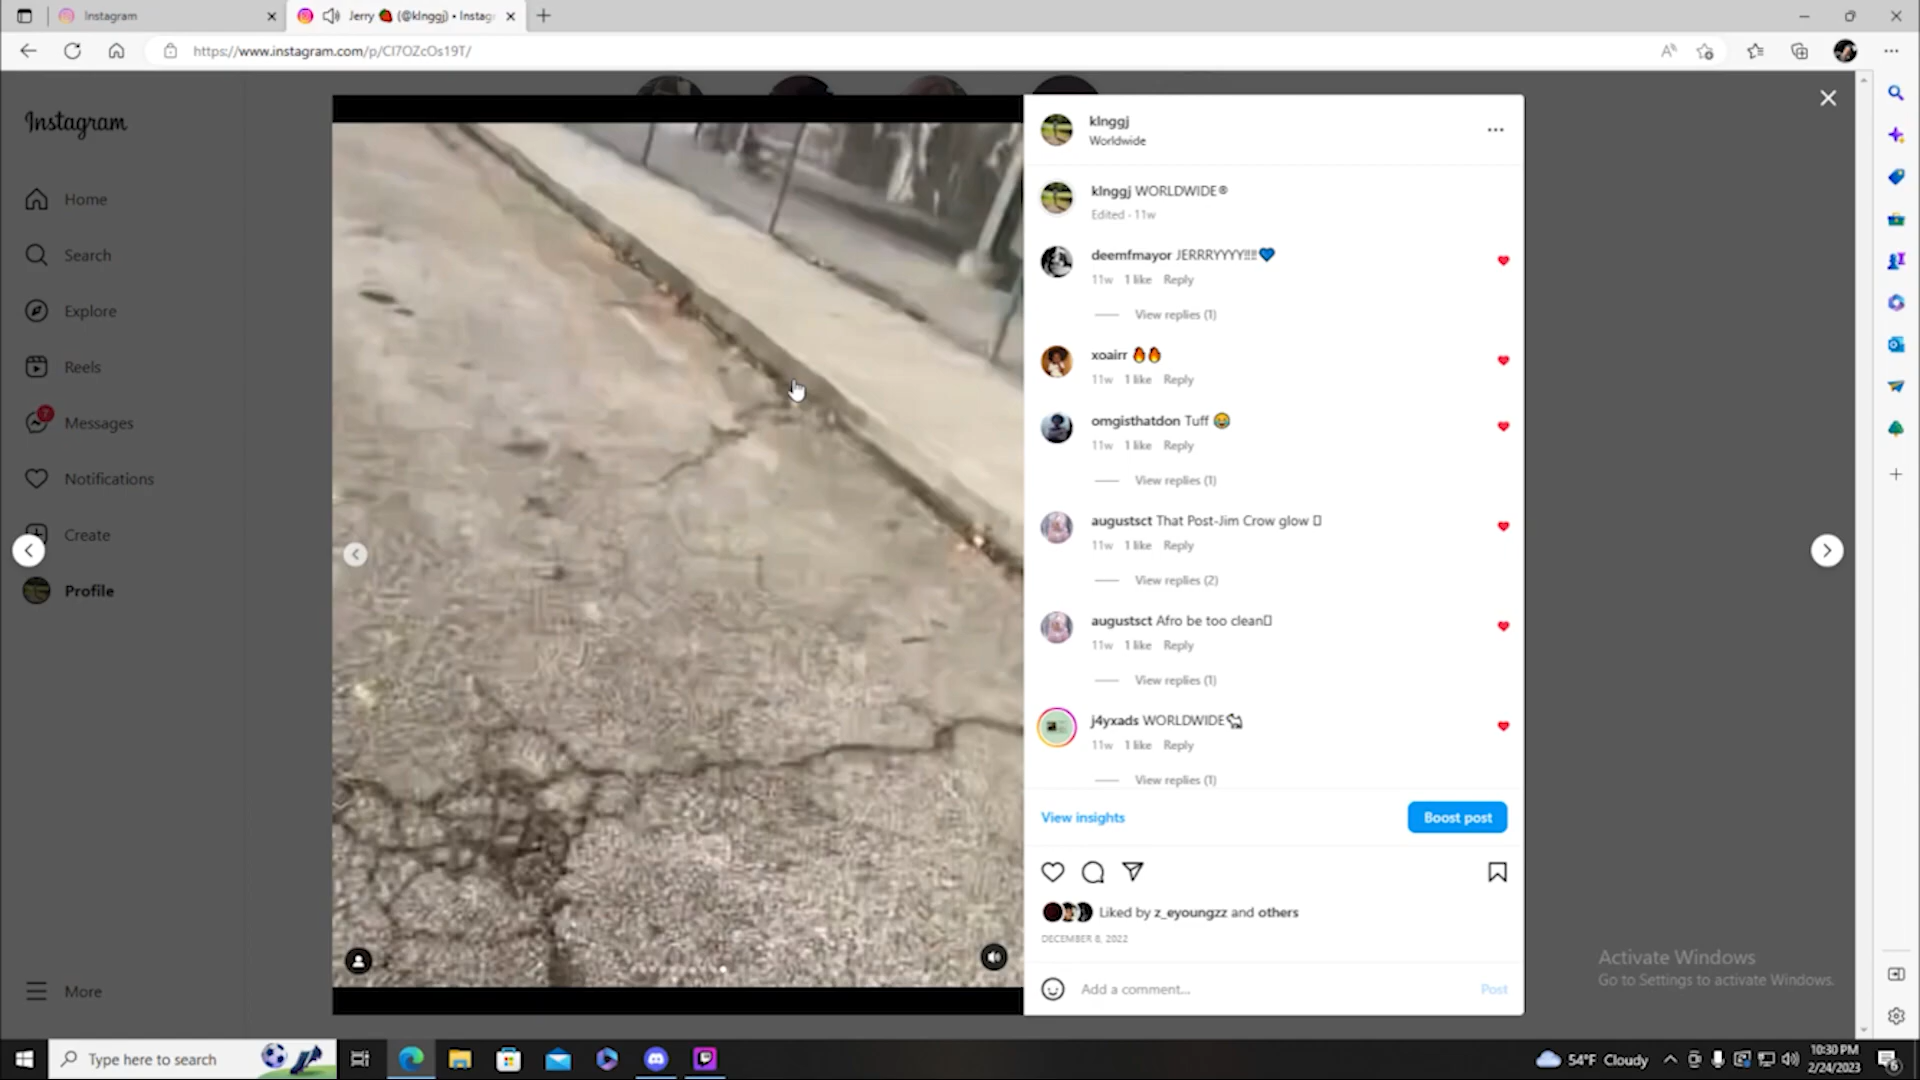 Instagram
Jerry 🍓 (@klnggj) • Instag
https://www.instagram.com/p/Cl7OZcOs19T/
Instagram
Home
Search
Explore
Reels
7
Messages
Notifications
Create
Profile
More
klnggj
Worldwide
klnggj WORLDWIDE®
Edited · 11w
deemfmayor JERRRYYYY!!!!💙
11w 1 like Reply
View replies (1)
xoairr 🔥🔥
11w 1 like Reply
omgisthatdon Tuff 😂
11w 1 like Reply
View replies (1)
augustsct That Post-Jim Crow glow
11w 1 like Reply
View replies (2)
augustsct Afro be too clean
11w 1 like Reply
View replies (1)
j4yxads WORLDWIDE
11w 1 like Reply
View replies (1)
View insights
Boost post
Liked by z_eyoungzz and others
DECEMBER 8, 2022
Add a comment...
Post
Activate Windows
Go to Settings to activate Windows.
Type here to search
54°F Cloudy
10:30 PM
2/24/2023
6